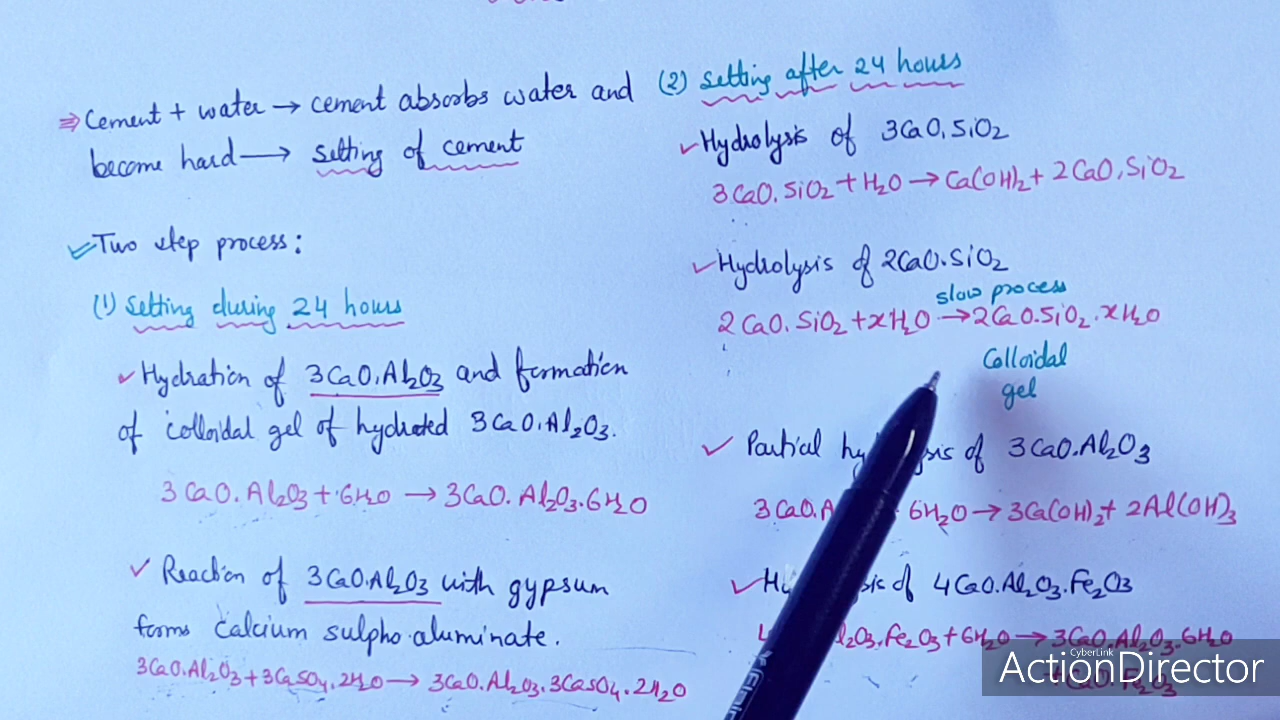 ⇒ Cement + water → cement absorbs water and
become hard → setting of cement
✓ Two step process:
(1) Setting during 24 hours
✓ Hydration of 3CaO.Al2O3 and formation
of colloidal gel of hydrated 3CaO.Al2O3.
3CaO.Al2O3 + 6H2O → 3CaO.Al2O3.6H2O
✓ Reaction of 3CaO.Al2O3 with gypsum
forms calcium sulpho.aluminate.
3CaO.Al2O3 + 3CaSO4.2H2O → 3CaO.Al2O3.3CaSO4.2H2O
(2) Setting after 24 hours
✓ Hydrolysis of 3CaO.SiO2
3CaO.SiO2 + H2O → Ca(OH)2 + 2CaO.SiO2
✓ Hydrolysis of 2CaO.SiO2
slow process
2CaO.SiO2 + xH2O → 2CaO.SiO2.xH2O
Colloidal
gel
✓ Partial of 3CaO.Al2O3
3CaO.A 6H2O → 3Ca(OH)2 + 2Al(OH)3
✓ of 4CaO.Al2O3.Fe2O3
l2O3.Fe2O3 + 6H2O → 3CaO.Al2O3.6H2O
CyberLink
ActionDirector